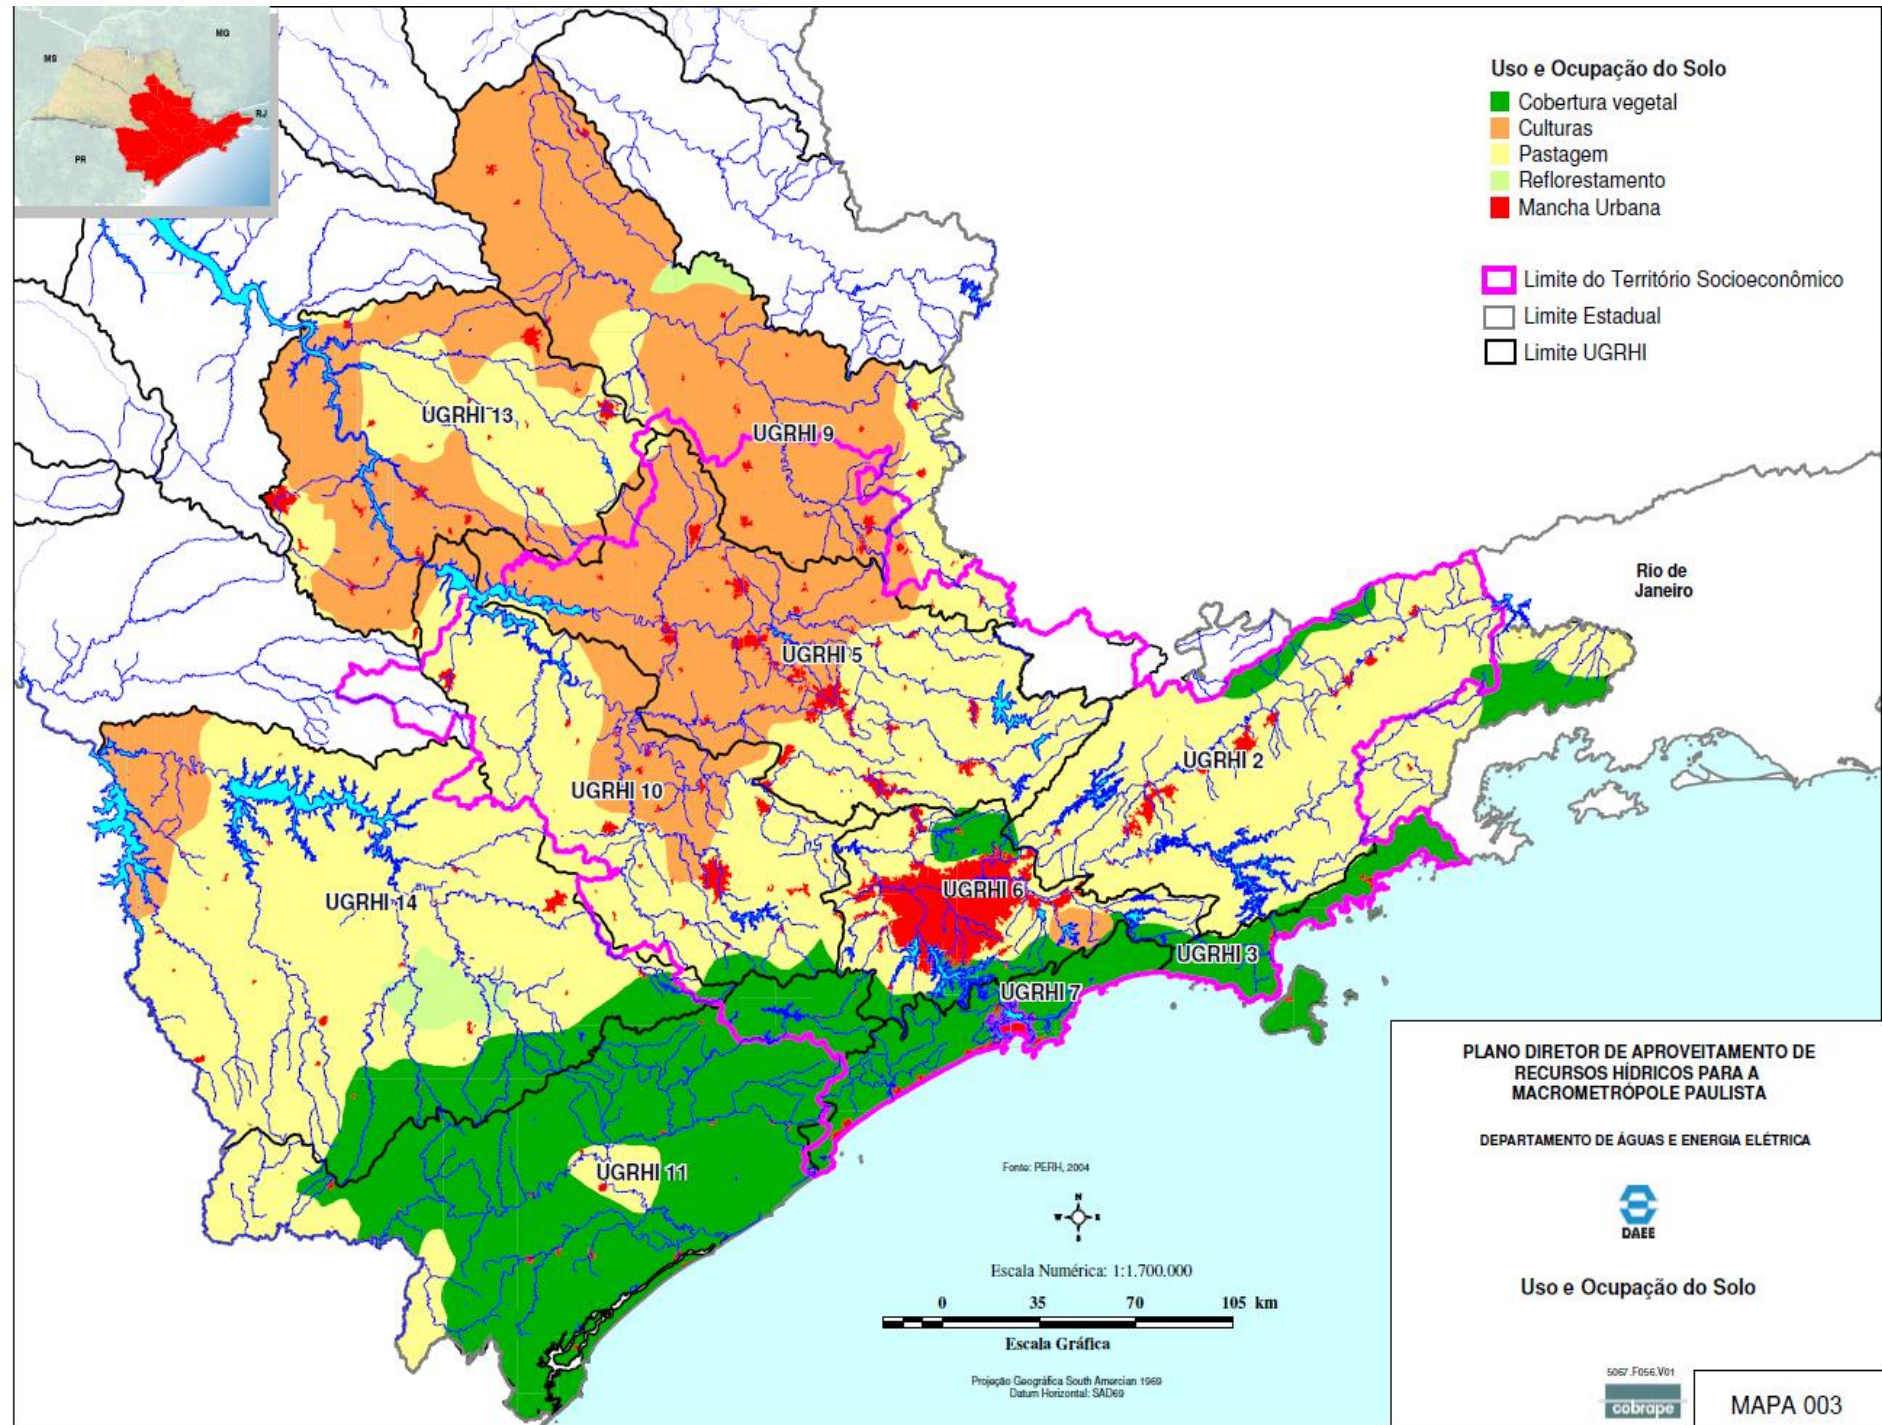 MG
MS
RJ
PR
Uso e Ocupação do Solo
Cobertura vegetal
Culturas
Pastagem
Reflorestamento
Mancha Urbana
Limite do Território Socioeconômico
Limite Estadual
Limite UGRHI
UGRHI 13
UGRHI 9
Rio de
Janeiro
UGRHI 5
UGRHI 2
UGRHI 10
UGRHI 6
UGRHI 14
UGRHI 3
UGRHI 7
UGRHI 11
Fonte: PERH, 2004
N
W E
S
Escala Numérica: 1:1.700.000
0 35 70 105 km
Escala Gráfica
Projeção Geográfica South Amercian 1969
Datum Horizontal: SAD69
PLANO DIRETOR DE APROVEITAMENTO DE
RECURSOS HÍDRICOS PARA A
MACROMETRÓPOLE PAULISTA
DEPARTAMENTO DE ÁGUAS E ENERGIA ELÉTRICA
DAEE
Uso e Ocupação do Solo
5067.F056.V01
cobrape
MAPA 003